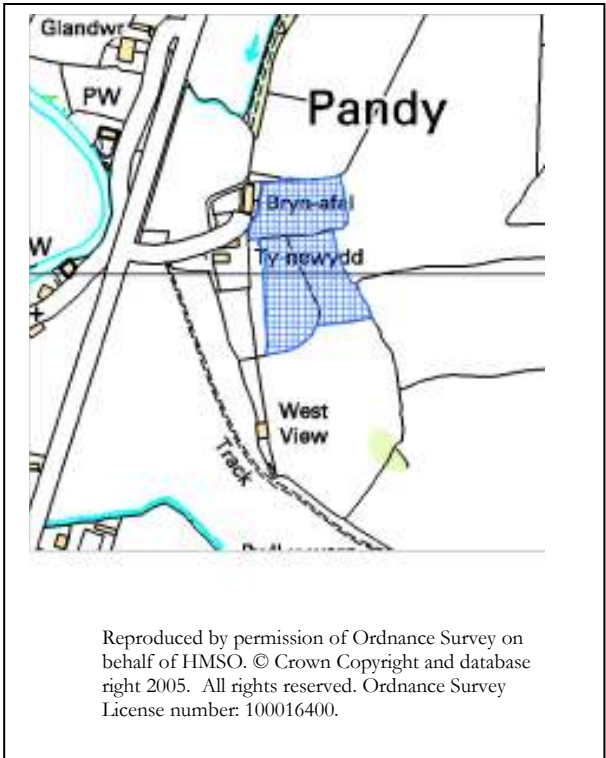 Glandwr
PW
Pandy
Bryn-afal
W
Ty-newydd
West
View
Track
Reproduced by permission of Ordnance Survey on
behalf of HMSO. © Crown Copyright and database
right 2005.  All rights reserved. Ordnance Survey
License number: 100016400.